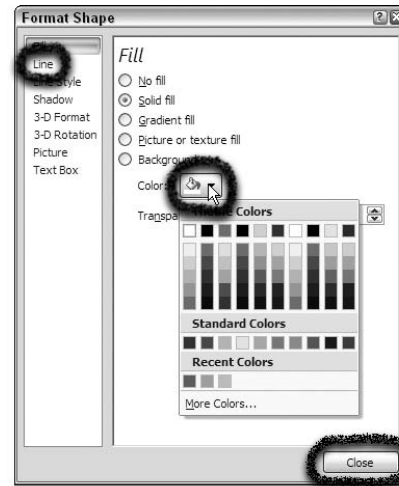 Format Shape
Line
Shadow
3-D Format
3-D Rotation
Picture
Text Box
Fill
No fill
Solid fill
Gradient fill
Picture or texture fill
Color:
Theme Colors
Standard Colors
Recent Colors
More Colors...
Close